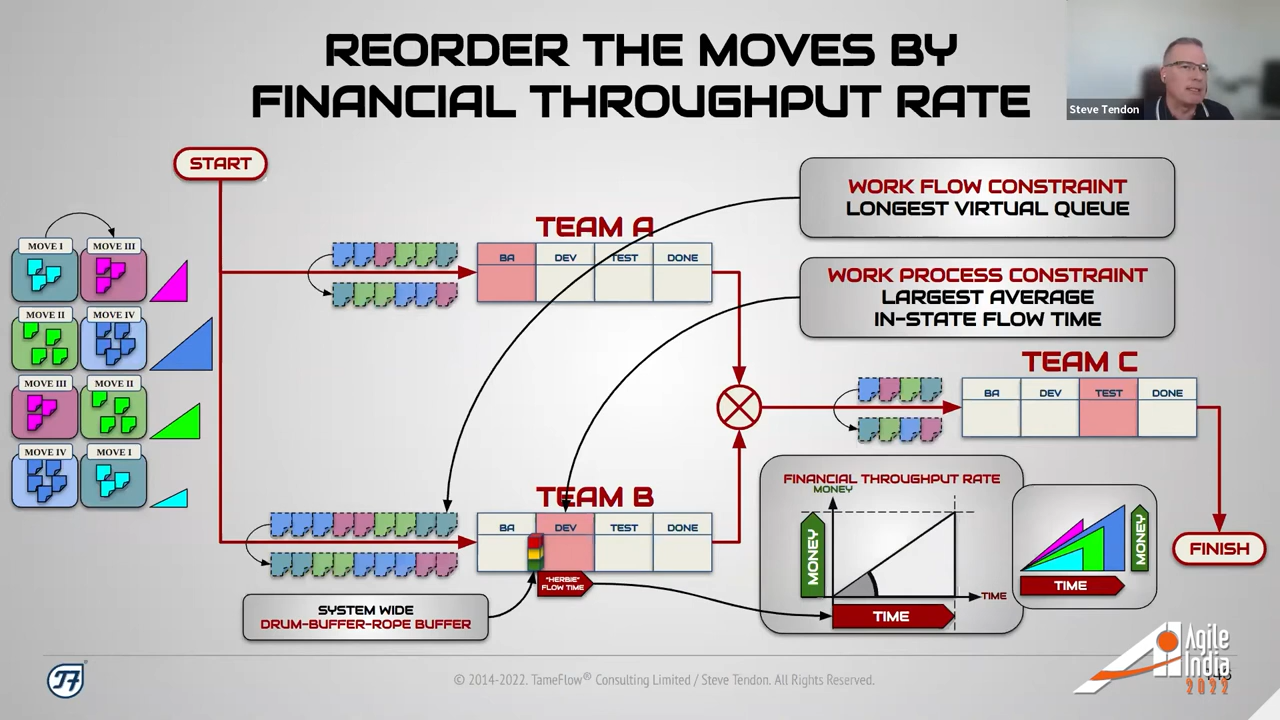 REORDER THE MOVES BY
FINANCIAL THROUGHPUT RATE
Steve Tendon
START
MOVE I
MOVE III
MOVE II
MOVE IV
MOVE III
MOVE II
MOVE IV
MOVE I
TEAM A
BA
DEV
TEST
DONE
WORK FLOW CONSTRAINT
LONGEST VIRTUAL QUEUE
WORK PROCESS CONSTRAINT
LARGEST AVERAGE
IN-STATE FLOW TIME
TEAM C
BA
DEV
TEST
DONE
TEAM B
BA
DEV
TEST
DONE
"HERBIE"
FLOW TIME
SYSTEM WIDE
DRUM-BUFFER-ROPE BUFFER
FINANCIAL THROUGHPUT RATE
MONEY
MONEY
TIME
TIME
MONEY
TIME
FINISH
© 2014-2022. TameFlow® Consulting Limited / Steve Tendon. All Rights Reserved.
Agile
India
2022